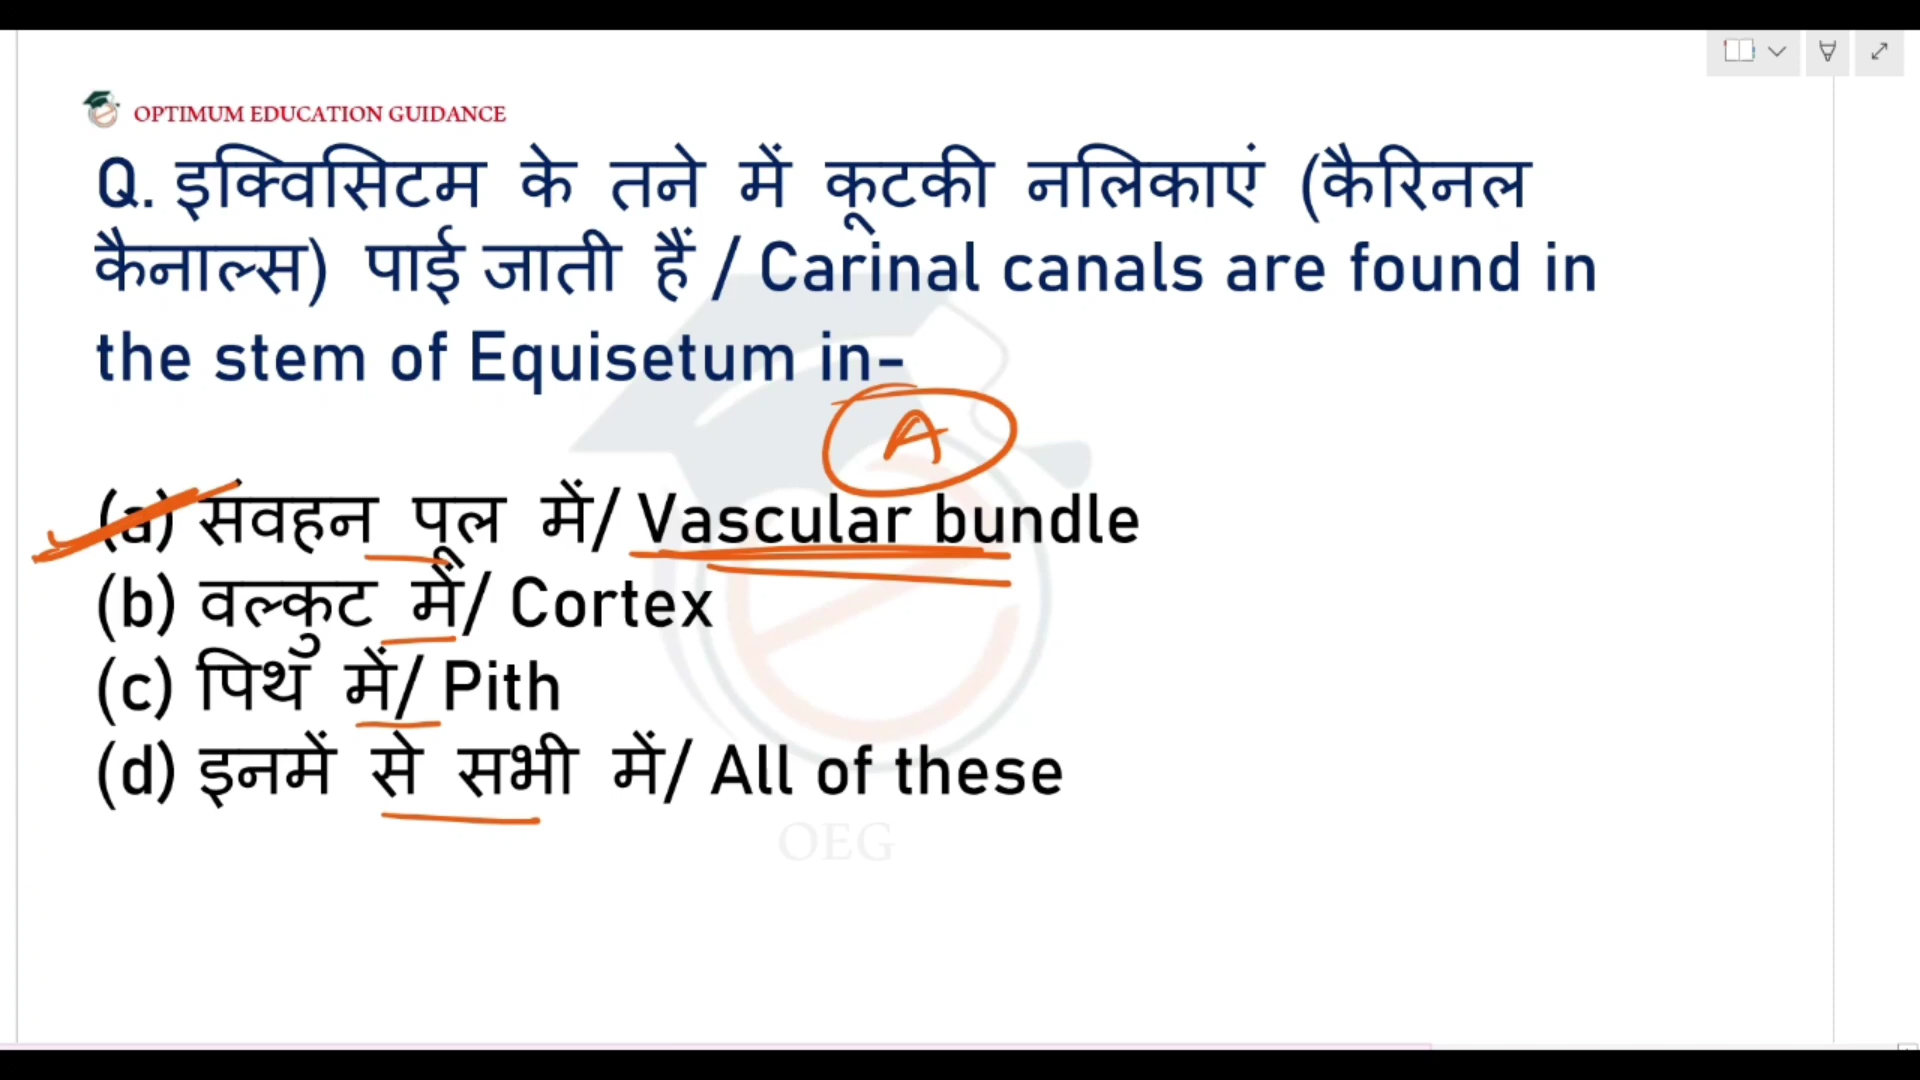 OPTIMUM EDUCATION GUIDANCE
Q. इक्विसिटम के तने में कूटकी नलिकाएं (कैरिनल
कैनाल्स) पाई जाती हैं / Carinal canals are found in
the stem of Equisetum in-
A
(a) संवहन पूल में/ Vascular bundle
(b) वल्कुट में/ Cortex
(c) पिथ में/ Pith
(d) इनमें से सभी में/ All of these
OEG